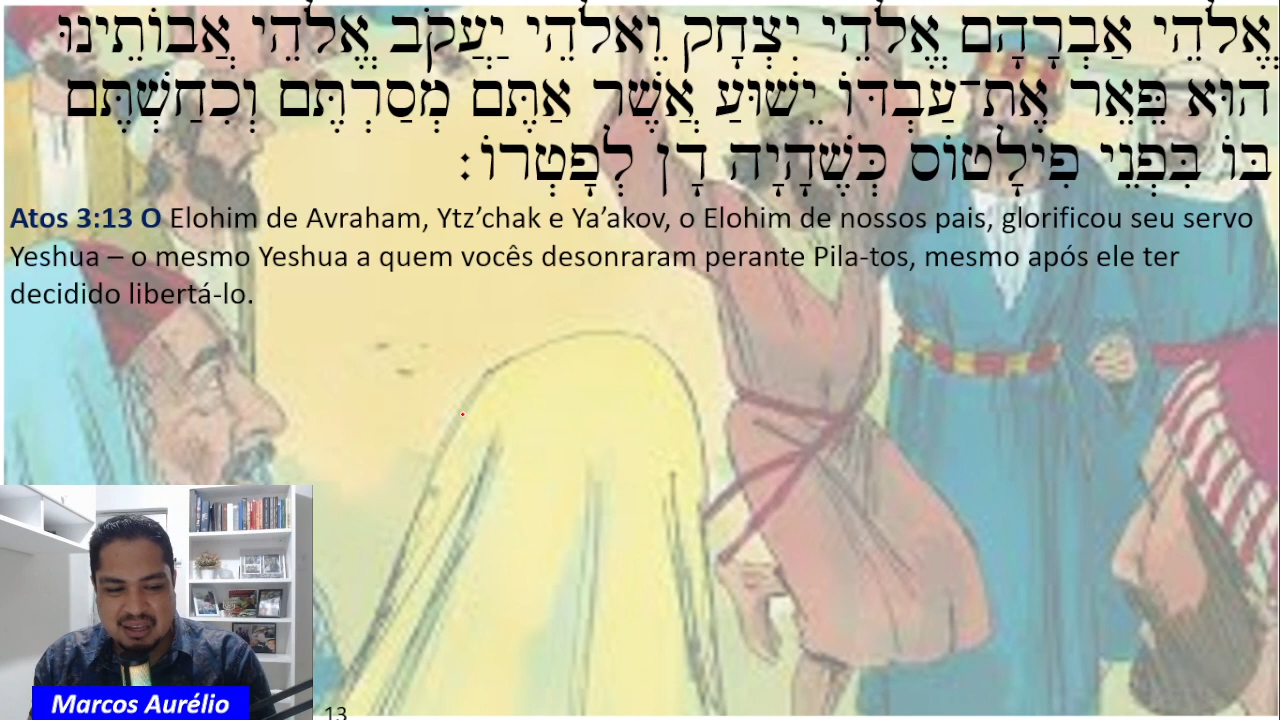 אֱלֹהֵי אַבְרָהָם אֱלֹהֵי יִצְחָק וֵאלֹהֵי יַעֲקֹב אֱלֹהֵי אֲבוֹתֵינוּ
הוּא פֵּאֵר אֶת־עַבְדּוֹ יֵשׁוּעַ אֲשֶׁר אַתֶּם מְסַרְתֶּם וְכִחַשְׁתֶּם
בּוֹ בִּפְנֵי פִילָטוֹס כְּשֶׁהָיָה דָן לְפָטְרוֹ׃
Atos 3:13 O Elohim de Avraham, Ytz’chak e Ya’akov, o Elohim de nossos pais, glorificou seu servo
Yeshua – o mesmo Yeshua a quem vocês desonraram perante Pila-tos, mesmo após ele ter
decidido libertá-lo.
Marcos Aurélio
13